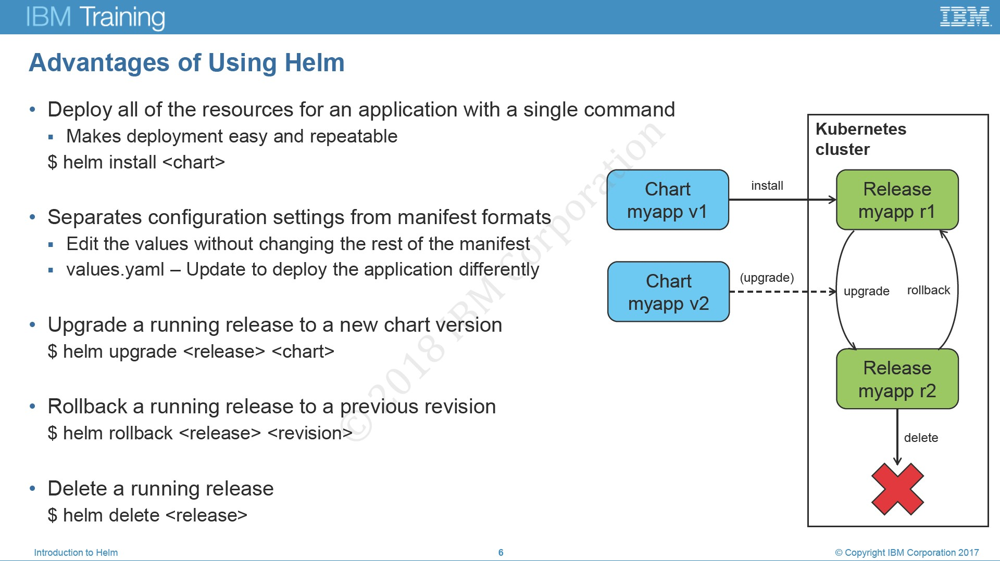 IBM Training
IBM
Advantages of Using Helm
• Deploy all of the resources for an application with a single command
▪ Makes deployment easy and repeatable
$ helm install <chart>
• Separates configuration settings from manifest formats
▪ Edit the values without changing the rest of the manifest
▪ values.yaml – Update to deploy the application differently
• Upgrade a running release to a new chart version
$ helm upgrade <release> <chart>
• Rollback a running release to a previous revision
$ helm rollback <release> <revision>
• Delete a running release
$ helm delete <release>
Kubernetes
cluster
Chart
myapp v1
install
Release
myapp r1
Chart
myapp v2
(upgrade)
upgrade
rollback
Release
myapp r2
delete
© 2018 IBM Corporation
Introduction to Helm
6
© Copyright IBM Corporation 2017